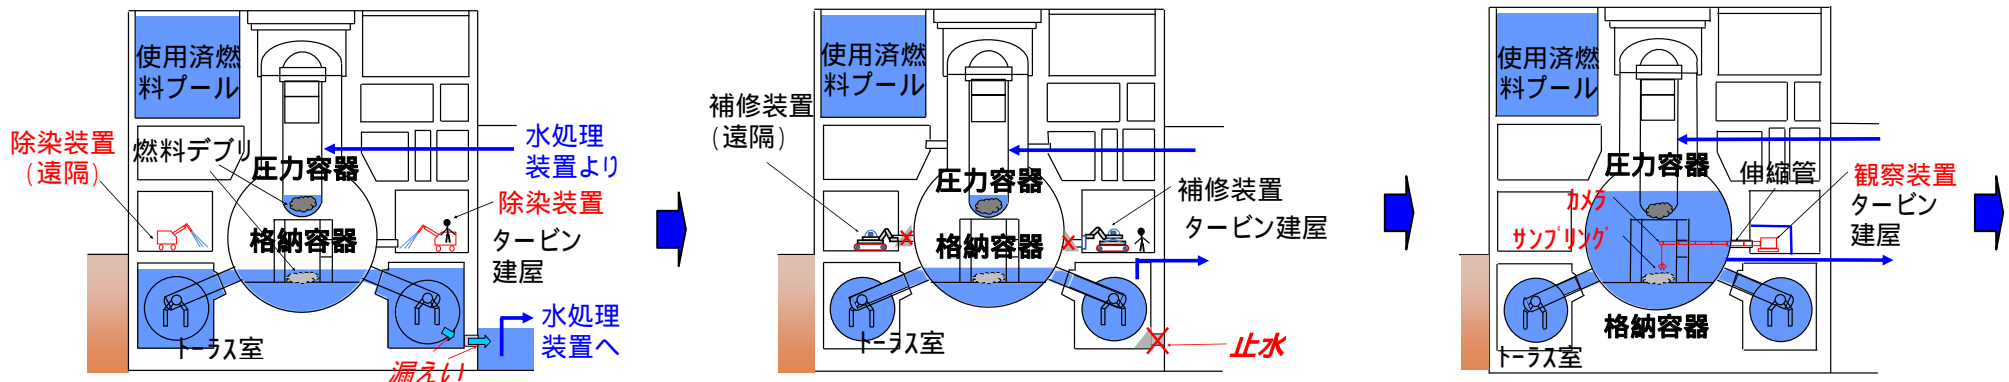 使用済燃
料プール
除染装置
(遠隔)
燃料デブリ
圧力容器
水処理
装置より
除染装置
格納容器
タービン
建屋
トーラス室
漏えい
水処理
装置へ
使用済燃
料プール
補修装置
(遠隔)
圧力容器
補修装置
タービン建屋
格納容器
トーラス室
止水
使用済燃
料プール
圧力容器
伸縮管
観察装置
カメラ
サンプリング
タービン
建屋
格納容器
トーラス室